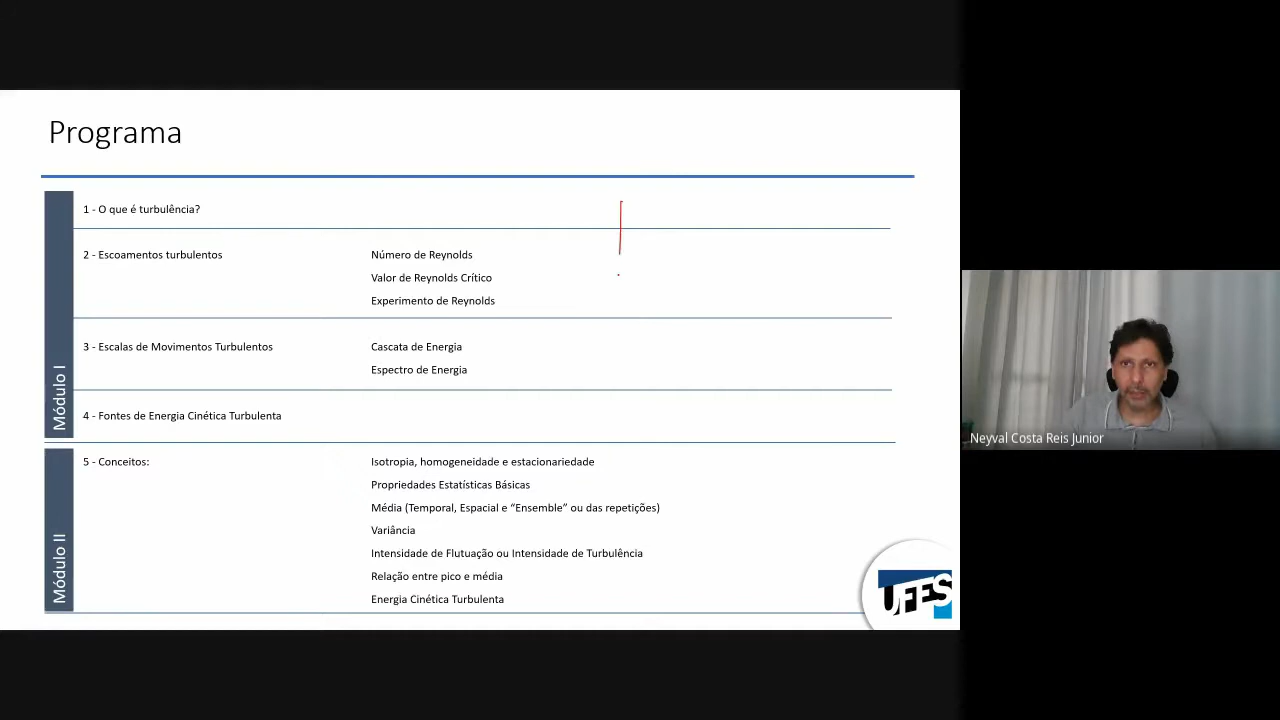 Programa
Módulo I
1 - O que é turbulência?
2 - Escoamentos turbulentos
Número de Reynolds
Valor de Reynolds Crítico
Experimento de Reynolds
3 - Escalas de Movimentos Turbulentos
Cascata de Energia
Espectro de Energia
4 - Fontes de Energia Cinética Turbulenta
Módulo II
5 - Conceitos:
Isotropia, homogeneidade e estacionariedade
Propriedades Estatísticas Básicas
Média (Temporal, Espacial e “Ensemble” ou das repetições)
Variância
Intensidade de Flutuação ou Intensidade de Turbulência
Relação entre pico e média
Energia Cinética Turbulenta
UFES
Neyval Costa Reis Junior